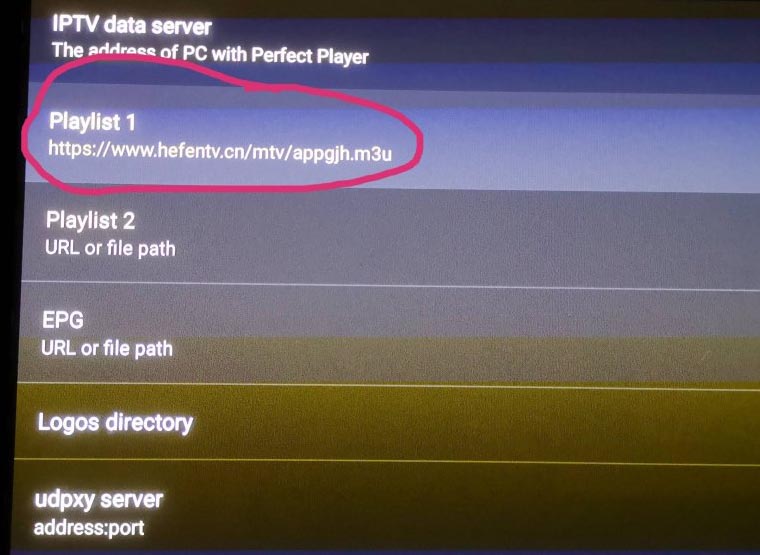 IPTV data server
The address of PC with Perfect Player
Playlist 1
https://www.hefentv.cn/mtv/appgjh.m3u
Playlist 2
URL or file path
EPG
URL or file path
Logos directory
udpxy server
address:port